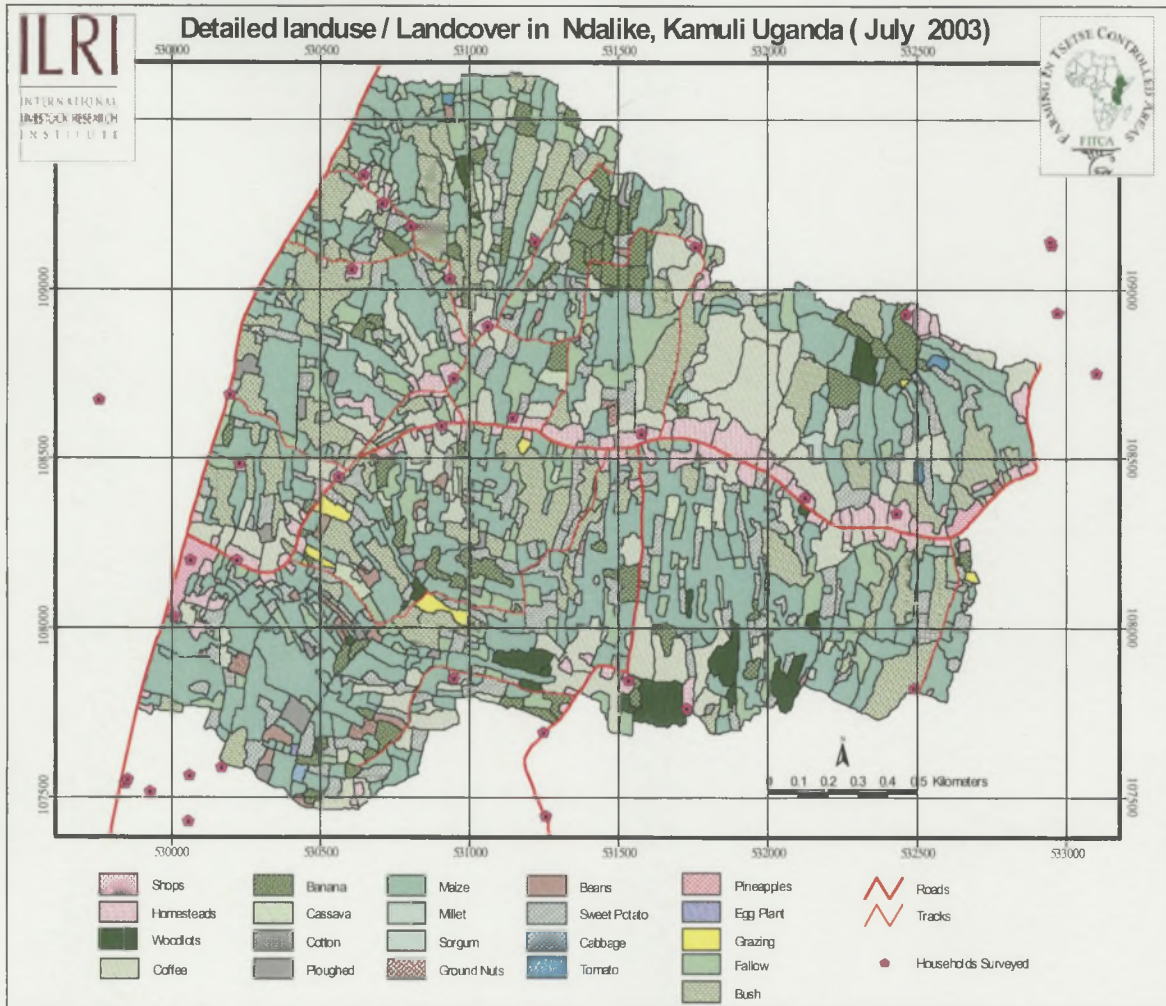 Detailed landuse / Landcover in Ndalike, Kamuli Uganda ( July 2003)
ILRI
INTERNATIONAL
LIVESTOCK RESEARCH
INSTITUTE
FARMING IN TSETSE CONTROLLED AREAS
FITCA
530000 530500 531000 531500 532000 532500
109000 109000
108500 108500
108000 108000
107500 107500
N
0 0.1 0.2 0.3 0.4 0.5 Kilometers
530000 530500 531000 531500 532000 532500 533000
Shops
Homesteads
Woodlots
Coffee
Banana
Cassava
Cotton
Ploughed
Maize
Millet
Sorgum
Ground Nuts
Beans
Sweet Potato
Cabbage
Tomato
Pineapples
Egg Plant
Grazing
Fallow
Bush
Roads
Tracks
Households Surveyed